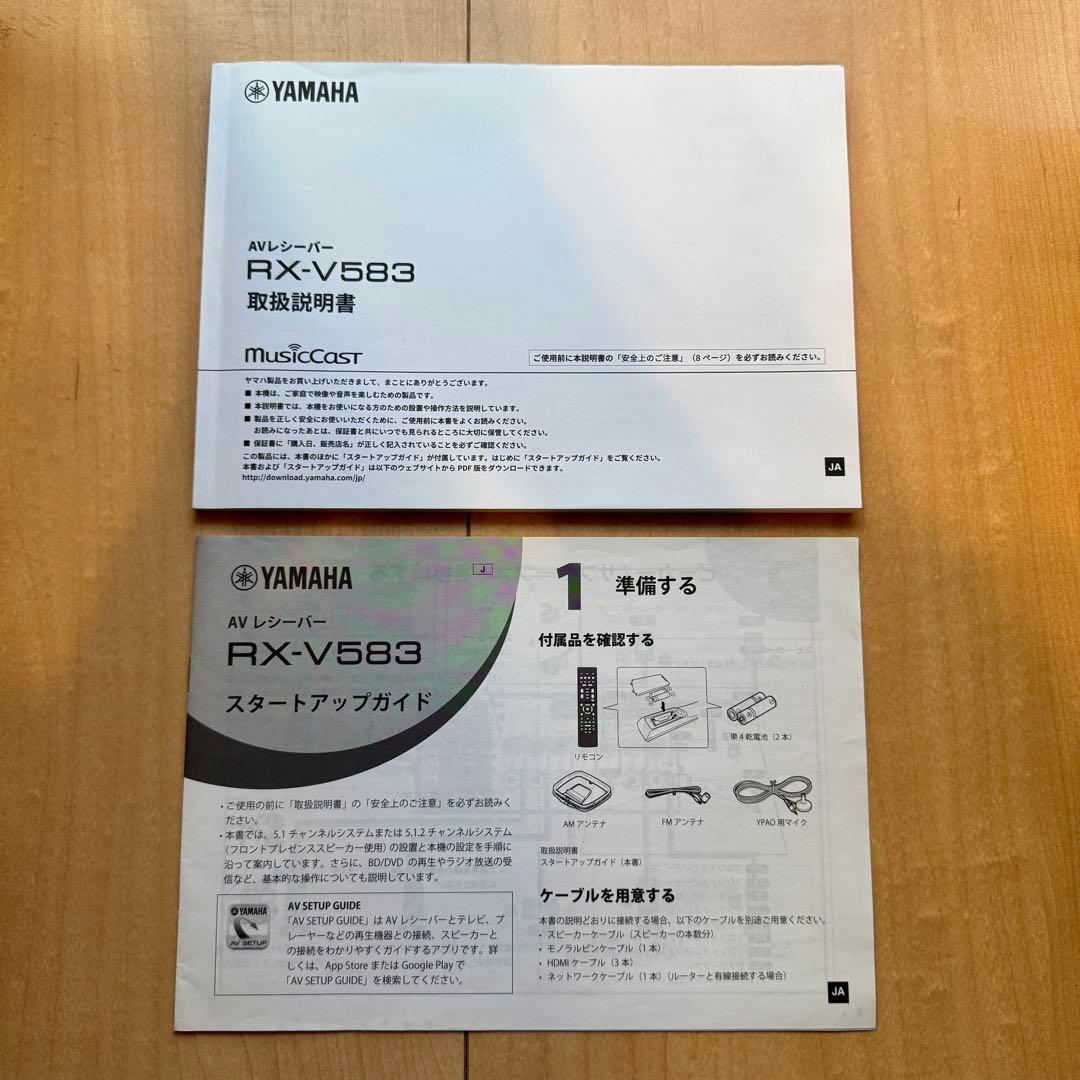 YAMAHA
AVレシーバー
RX-V583
取扱説明書
MusicCast
ご使用前に本説明書の「安全上のご注意」（8 ページ）を必ずお読みください。
ヤマハ製品をお買い上げいただきまして、まことにありがとうございます。
■ 本機は、ご家庭で映像や音声を楽しむための製品です。
■ 本説明書では、本機をお使いになる方のための設置や操作方法を説明しています。
■ 製品を正しく安全にお使いいただくために、ご使用前に本書をよくお読みください。
お読みになったあとは、保証書と共にいつでも見られるところに大切に保管してください。
■ 保証書に「購入日、販売店名」が正しく記入されていることを必ずご確認ください。
この製品には、本書のほかに「スタートアップガイド」が付属しています。はじめに「スタートアップガイド」をご覧ください。
本書および「スタートアップガイド」は以下のウェブサイトから PDF 版をダウンロードできます。
http://download.yamaha.com/jp/
JA
YAMAHA
J
AV レシーバー
RX-V583
スタートアップガイド
・ご使用の前に「取扱説明書」の「安全上のご注意」を必ずお読みく
ださい。
・本書では、5.1 チャンネルシステムまたは 5.1.2 チャンネルシステム
（フロントプレゼンススピーカー使用）の設置と本機の設定を手順に
沿って案内しています。さらに、BD/DVD の再生やラジオ放送の受
信など、基本的な操作についても説明しています。
YAMAHA
AV SETUP
AV SETUP GUIDE
「AV SETUP GUIDE」は AV レシーバーとテレビ、プ
レーヤーなどの再生機器との接続、スピーカーと
の接続をわかりやすくガイドするアプリです。詳
しくは、App Store または Google Play で
「AV SETUP GUIDE」を検索してください。
1 準備する
付属品を確認する
リモコン
単 4 乾電池（2 本）
AM アンテナ
FM アンテナ
YPAO 用マイク
取扱説明書
スタートアップガイド（本書）
ケーブルを用意する
本書の説明どおりに接続する場合、以下のケーブルを別途ご用意ください。
・ スピーカーケーブル（スピーカーの本数分）
・ モノラルピンケーブル（1 本）
・ HDMI ケーブル（3 本）
・ ネットワークケーブル（1 本）（ルーターと有線接続する場合）
JA